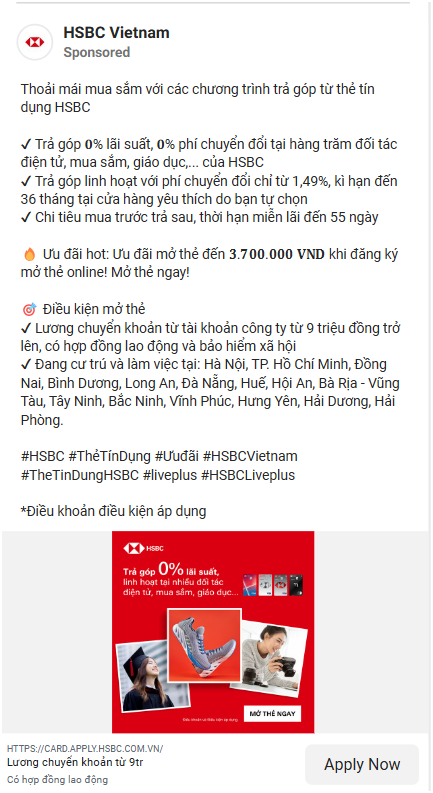 HSBC Vietnam
Sponsored
Thoải mái mua sắm với các chương trình trả góp từ thẻ tín
dụng HSBC
✓ Trả góp 0% lãi suất, 0% phí chuyển đổi tại hàng trăm đối tác
điện tử, mua sắm, giáo dục,... của HSBC
✓ Trả góp linh hoạt với phí chuyển đổi chỉ từ 1,49%, kì hạn đến
36 tháng tại cửa hàng yêu thích do bạn tự chọn
✓ Chi tiêu mua trước trả sau, thời hạn miễn lãi đến 55 ngày
🔥 Ưu đãi hot: Ưu đãi mở thẻ đến 3.700.000 VND khi đăng ký
mở thẻ online! Mở thẻ ngay!
🎯 Điều kiện mở thẻ
✓ Lương chuyển khoản từ tài khoản công ty từ 9 triệu đồng trở
lên, có hợp đồng lao động và bảo hiểm xã hội
✓ Đang cư trú và làm việc tại: Hà Nội, TP. Hồ Chí Minh, Đồng
Nai, Bình Dương, Long An, Đà Nẵng, Huế, Hội An, Bà Rịa - Vũng
Tàu, Tây Ninh, Bắc Ninh, Vĩnh Phúc, Hưng Yên, Hải Dương, Hải
Phòng.
#HSBC #ThẻTínDụng #Ưuđãi #HSBCVietnam
#TheTinDungHSBC #liveplus #HSBCLiveplus
*Điều khoản điều kiện áp dụng
HSBC
Trả góp 0% lãi suất,
linh hoạt tại nhiều đối tác
điện tử, mua sắm, giáo dục...
MỞ THẺ NGAY
Điều khoản và Điều kiện áp dụng
HTTPS://CARD.APPLY.HSBC.COM.VN/
Lương chuyển khoản từ 9tr
Có hợp đồng lao động
Apply Now